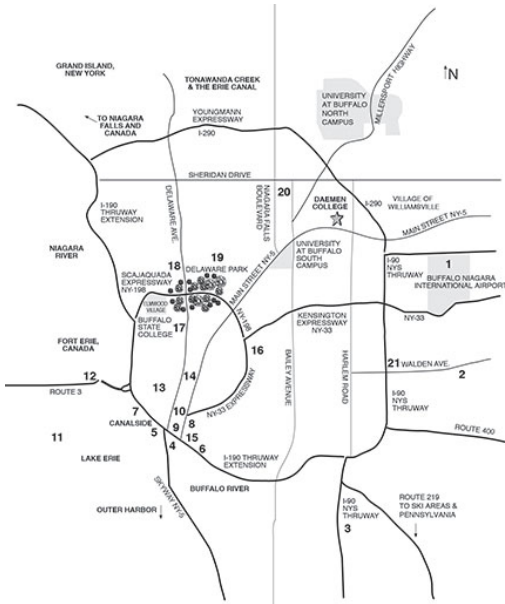 GRAND ISLAND,
NEW YORK
TONAWANDA CREEK
& THE ERIE CANAL
MILLERSPORT HIGHWAY
N
UNIVERSITY
AT BUFFALO
NORTH
CAMPUS
TO NIAGARA
FALLS AND
CANADA
YOUNGMANN
EXPRESSWAY
I-290
SHERIDAN DRIVE
I-190
THRUWAY
EXTENSION
DELAWARE AVE.
NIAGARA FALLS
BOULEVARD
20
DAEMEN
COLLEGE
I-290
VILLAGE OF
WILLIAMSVILLE
MAIN STREET NY-5
NIAGARA
RIVER
19
18
DELAWARE PARK
SCAJAQUADA
EXPRESSWAY
NY-198
MAIN STREET NY-5
UNIVERSITY
AT BUFFALO
SOUTH
CAMPUS
I-90
NYS
THRUWAY
1
BUFFALO NIAGARA
INTERNATIONAL AIRPORT
ELMWOOD
VILLAGE
BUFFALO
STATE
COLLEGE
17
NY-198
KENSINGTON
EXPRESSWAY
NY-33
NY-33
FORT ERIE,
CANADA
16
BAILEY AVENUE
HARLEM ROAD
21
WALDEN AVE.
2
12
13
14
ROUTE 3
NY-33 EXPRESSWAY
I-90
NYS
THRUWAY
7
10
CANALSIDE
8
9
5
4
15
6
ROUTE 400
11
LAKE ERIE
I-190 THRUWAY
EXTENSION
SKYWAY NY-5
BUFFALO RIVER
OUTER HARBOR
I-90
NYS
THRUWAY
3
ROUTE 219
TO SKI AREAS &
PENNSYLVANIA